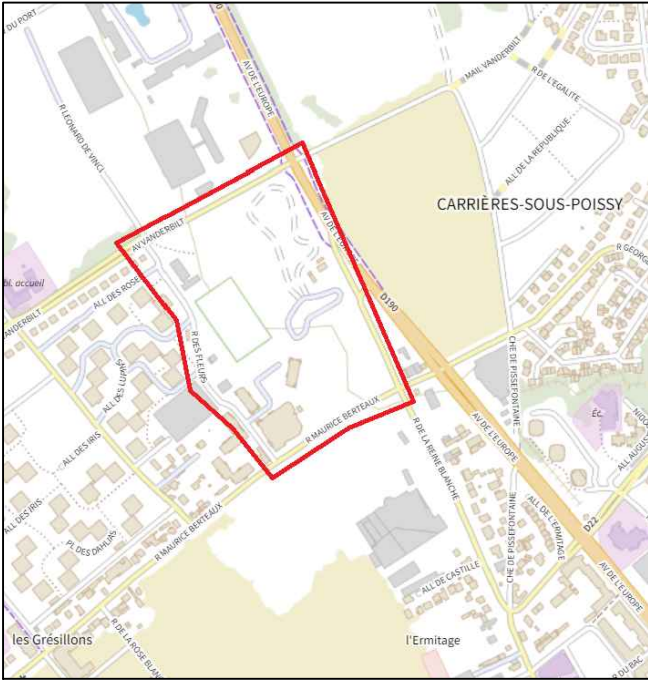 DU PORT
AV DE L'EUROPE
MAIL VANDERBILT
R DE L'EGALITE
R LEONARD DE VINCI
ALL DE LA REPUBLIQUE
CARRIÈRES-SOUS-POISSY
AV VANDERBILT
AV DE L'EUROPE
R GEORGE
accueil
ALL DES ROSE
VANDERBILT
D190
R DES FLEURS
CHE DE PISSEFONTAINE
ALL DES LUPINS
Éc.
ALL DES IRIS
R MAURICE BERTEAUX
R DE LA REINE BLANCHE
AV DE L'EUROPE
ALL AUGUS
ALL DES IRIS
D22
PL DES DAHLIAS
R MAURICE BERTEAUX
CHE DE PISSEFONTAINE
ALL DE L'ERMITAGE
ALL DE CASTILLE
AV DE L'EUROPE
les Grésillons
l'Ermitage
R DE LA ROSE BLAN
R DU BAC